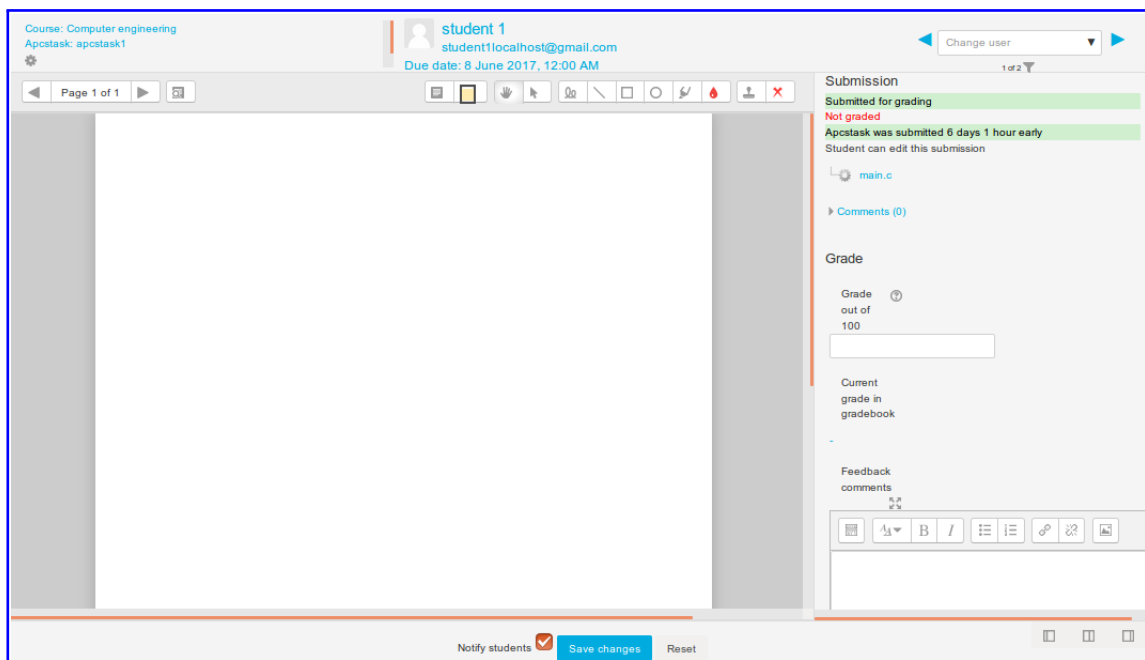 Course: Computer engineering
Apcstask: apcstask1
student 1
student1localhost@gmail.com
Due date: 8 June 2017, 12:00 AM
Change user
1 of 2
Page 1 of 1
Submission
Submitted for grading
Not graded
Apcstask was submitted 6 days 1 hour early
Student can edit this submission
main.c
Comments (0)
Grade
Grade
out of
100
Current
grade in
gradebook
-
Feedback
comments
B I
Notify students
Save changes
Reset